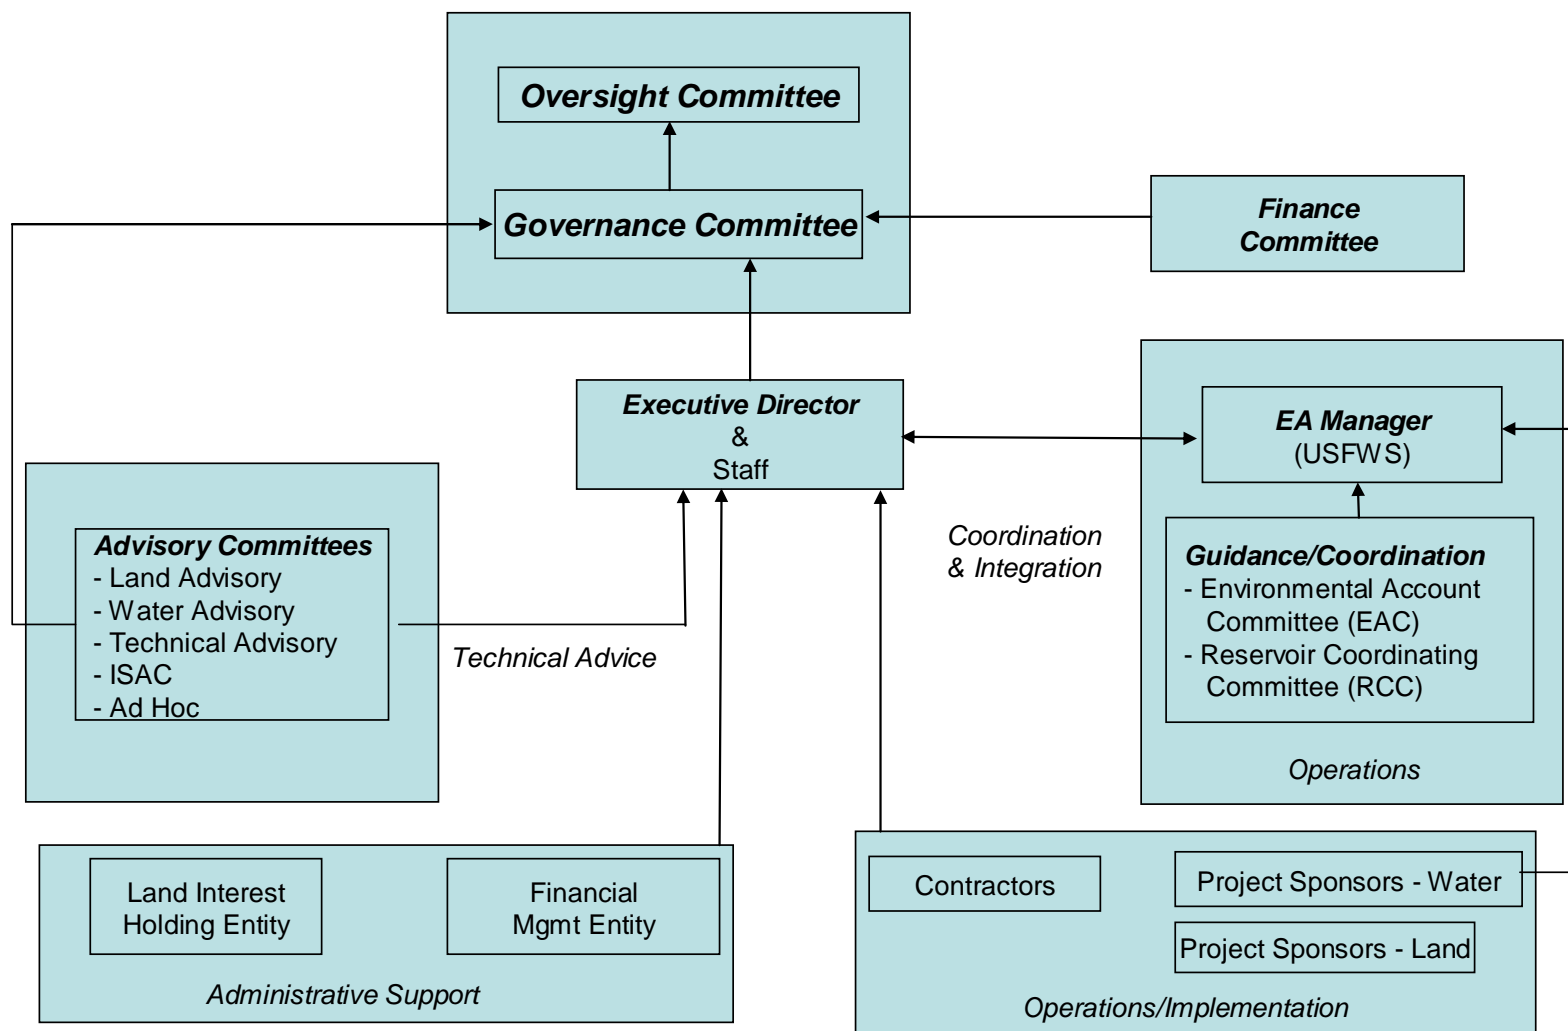 Oversight Committee
Governance Committee
Finance
Committee
Executive Director
&
Staff
EA Manager
(USFWS)
Advisory Committees
- Land Advisory
- Water Advisory
- Technical Advisory
- ISAC
- Ad Hoc
Technical Advice
Coordination
& Integration
Guidance/Coordination
- Environmental Account
Committee (EAC)
- Reservoir Coordinating
Committee (RCC)
Operations
Land Interest
Holding Entity
Financial
Mgmt Entity
Administrative Support
Contractors
Project Sponsors - Water
Project Sponsors - Land
Operations/Implementation